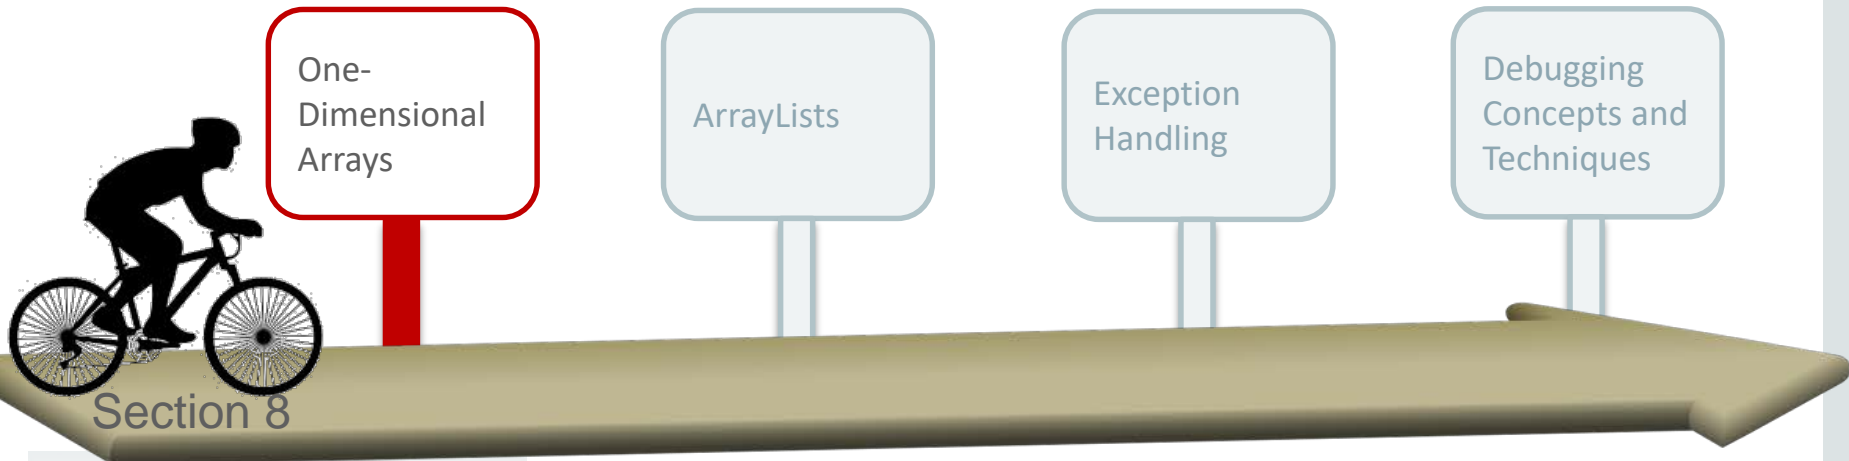 One-
Dimensional
Arrays
ArrayLists
Exception
Handling
Debugging
Concepts and
Techniques
Section 8